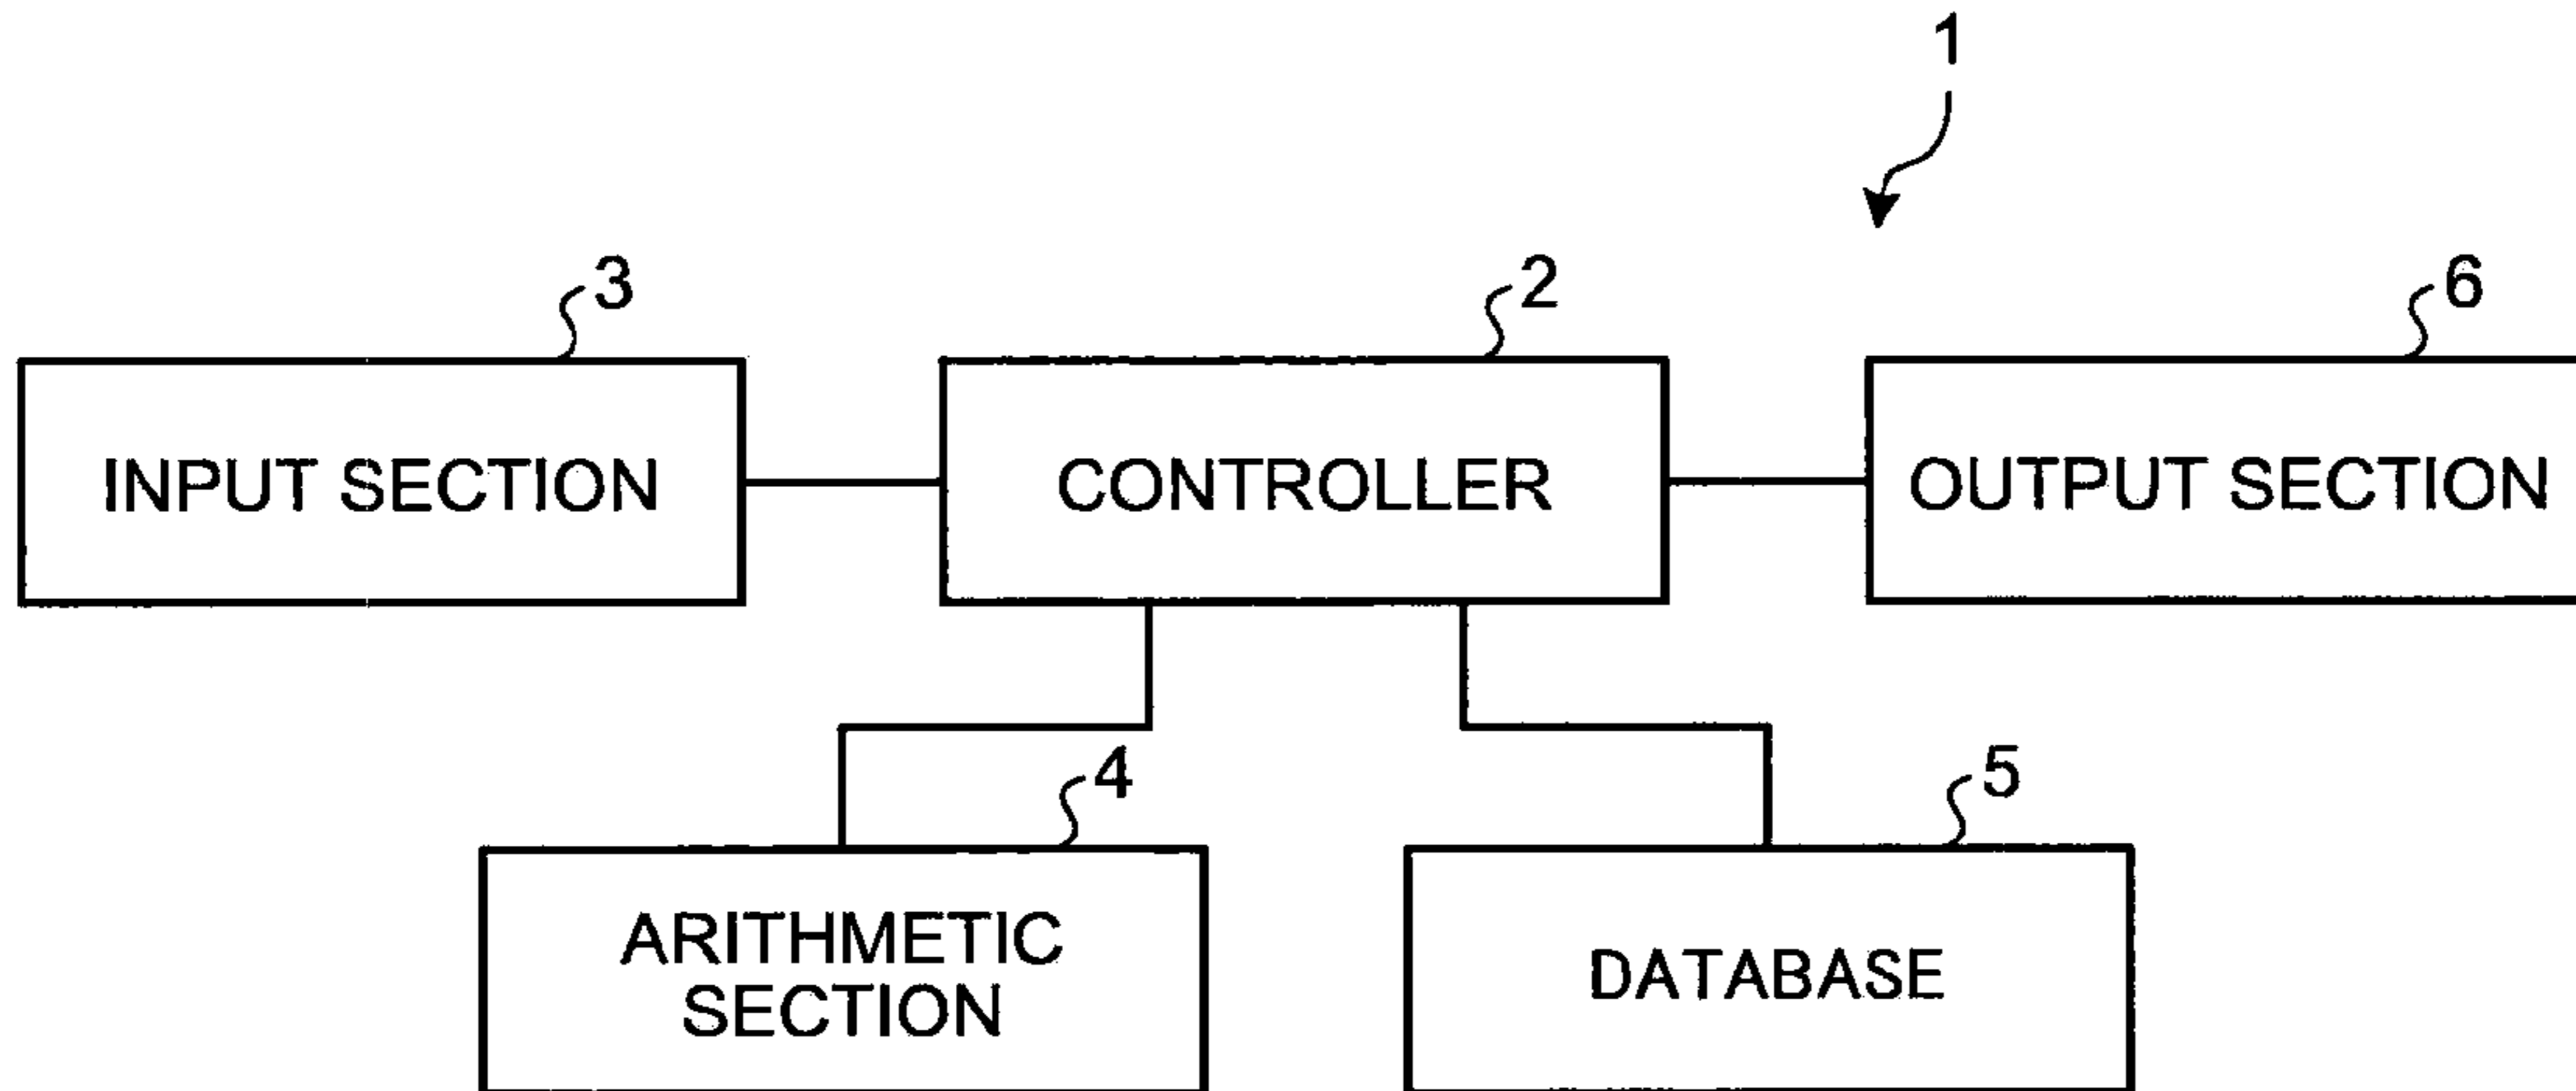 1
3
2
6
INPUT SECTION
CONTROLLER
OUTPUT SECTION
4
5
ARITHMETIC
SECTION
DATABASE